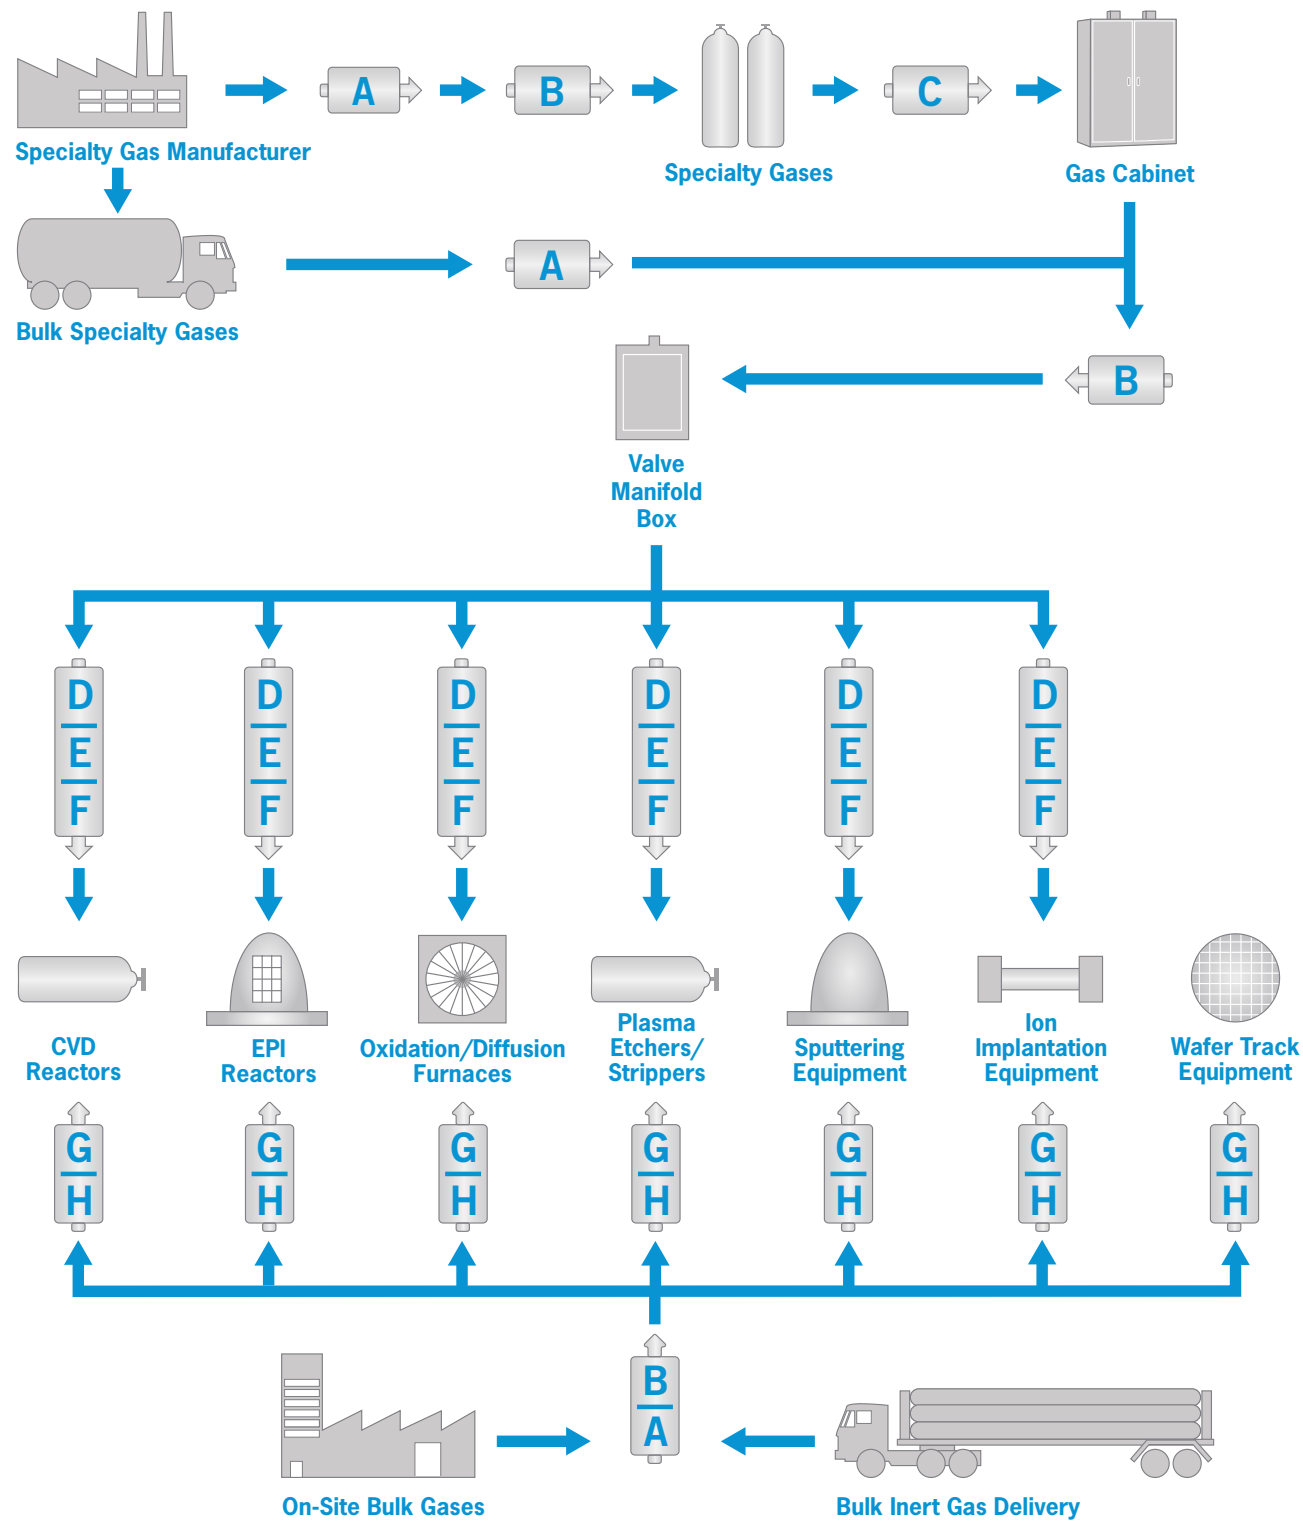 A
B
C
Specialty Gas Manufacturer
Specialty Gases
Gas Cabinet
A
Bulk Specialty Gases
B
Valve
Manifold
Box
D
E
F
D
E
F
D
E
F
D
E
F
D
E
F
D
E
F
CVD
Reactors
EPI
Reactors
Oxidation/Diffusion
Furnaces
Plasma
Etchers/
Strippers
Sputtering
Equipment
Ion
Implantation
Equipment
Wafer Track
Equipment
G
H
G
H
G
H
G
H
G
H
G
H
G
H
B
A
On-Site Bulk Gases
Bulk Inert Gas Delivery